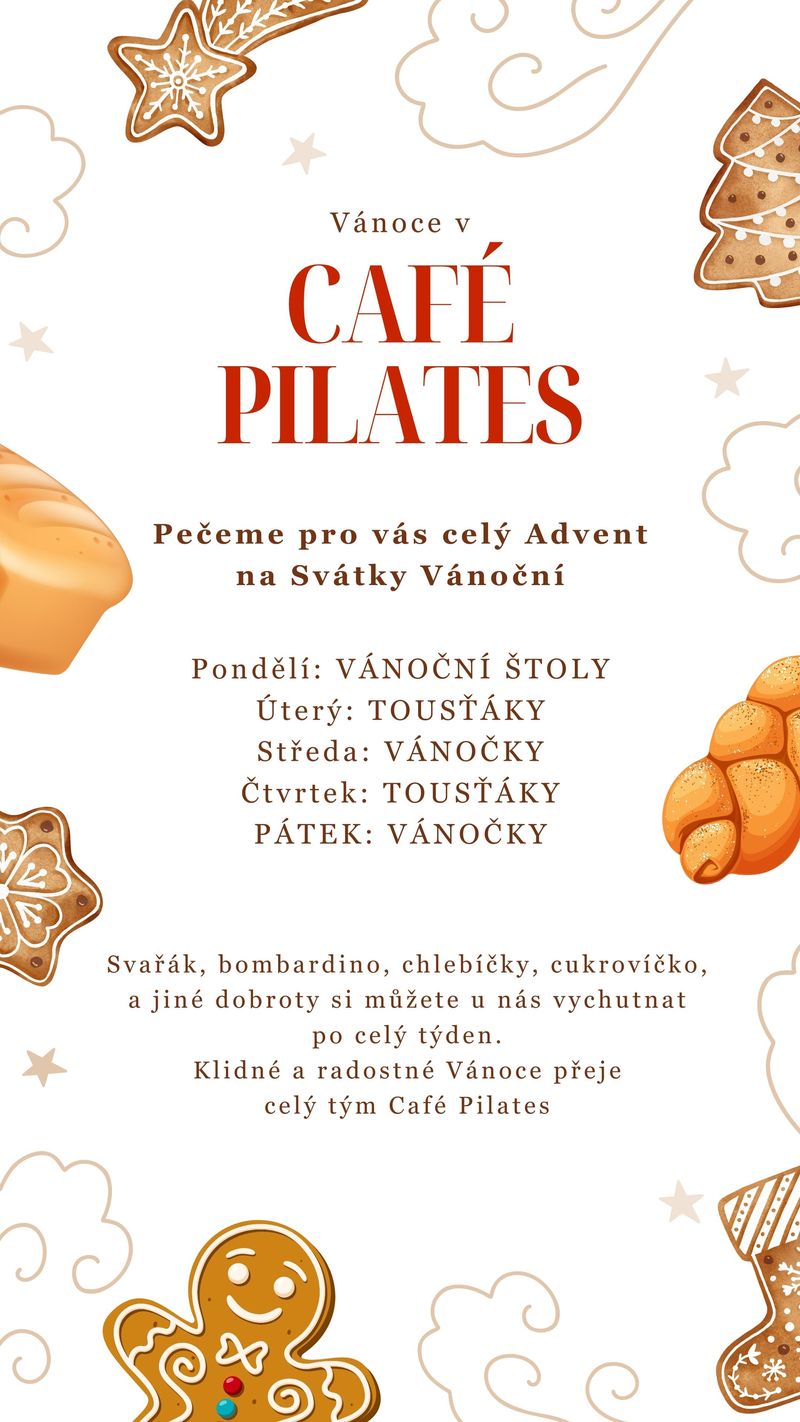 Vánoce v
CAFÉ
PILATES
Pečeme pro vás celý Advent
na Svátky Vánoční
Pondělí: VÁNOČNÍ ŠTOLY
Úterý: TOUSŤÁKY
Středa: VÁNOČKY
Čtvrtek: TOUSŤÁKY
PÁTEK: VÁNOČKY
Svařák, bombardino, chlebíčky, cukrovíčko,
a jiné dobroty si můžete u nás vychutnat
po celý týden.
Klidné a radostné Vánoce přeje
celý tým Café Pilates